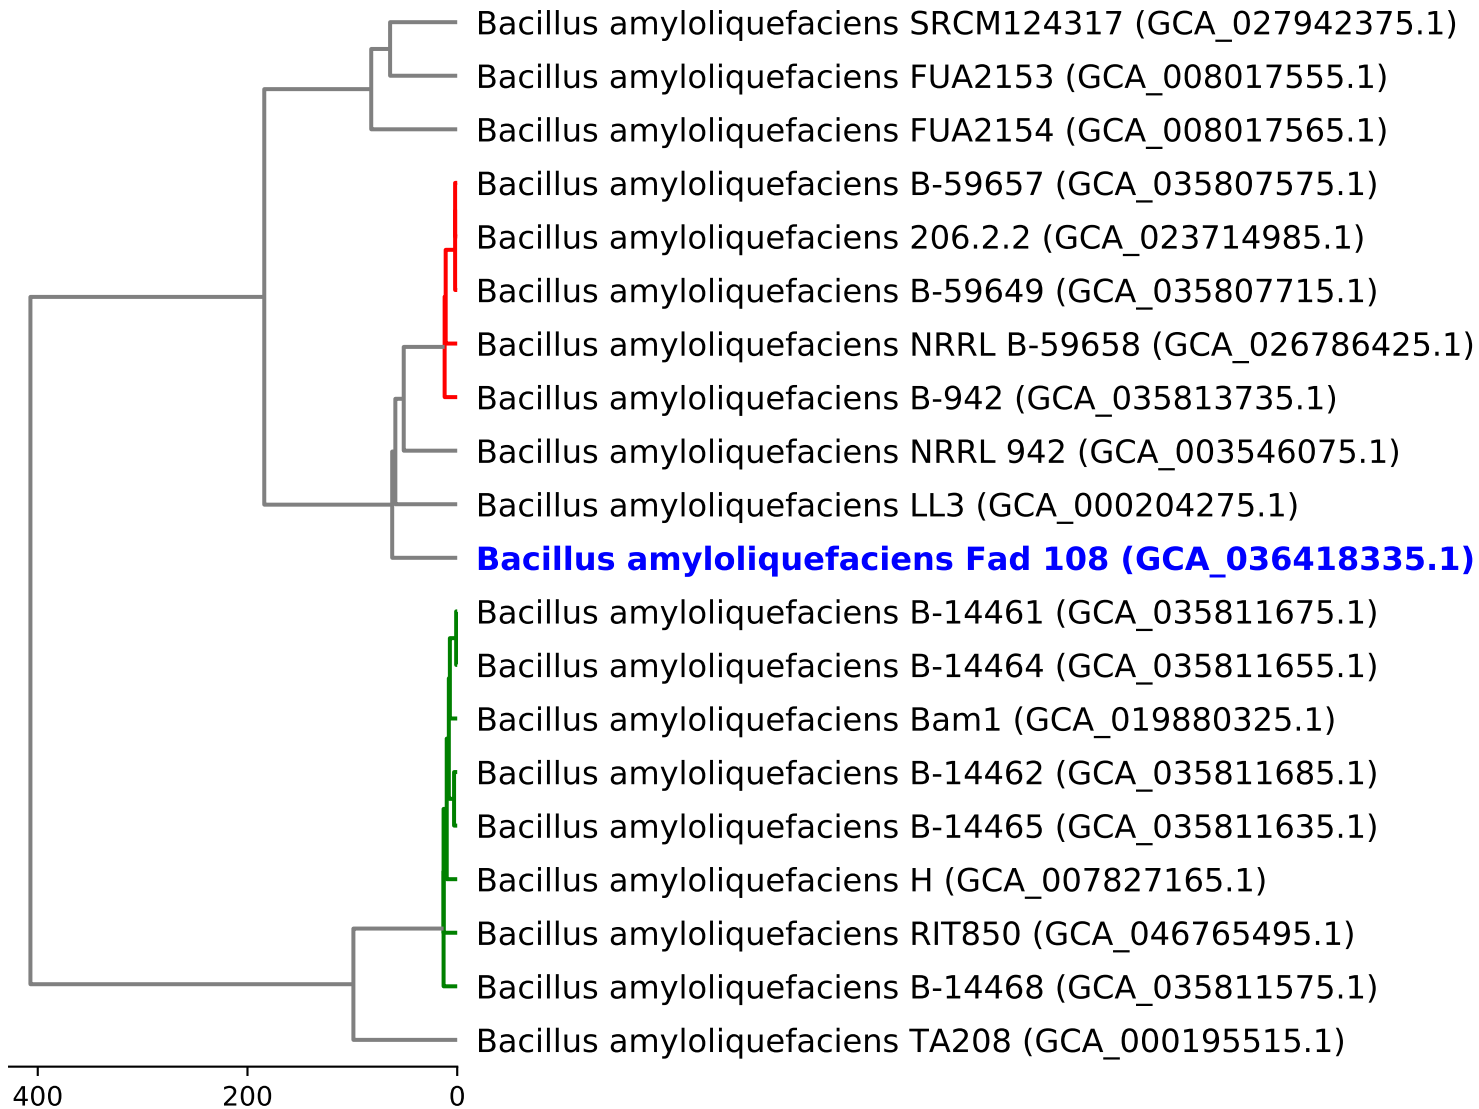 Bacillus amyloliquefaciens SRCM124317 (GCA_027942375.1)
Bacillus amyloliquefaciens FUA2153 (GCA_008017555.1)
Bacillus amyloliquefaciens FUA2154 (GCA_008017565.1)
Bacillus amyloliquefaciens B-59657 (GCA_035807575.1)
Bacillus amyloliquefaciens 206.2.2 (GCA_023714985.1)
Bacillus amyloliquefaciens B-59649 (GCA_035807715.1)
Bacillus amyloliquefaciens NRRL B-59658 (GCA_026786425.1)
Bacillus amyloliquefaciens B-942 (GCA_035813735.1)
Bacillus amyloliquefaciens NRRL 942 (GCA_003546075.1)
Bacillus amyloliquefaciens LL3 (GCA_000204275.1)
Bacillus amyloliquefaciens Fad 108 (GCA_036418335.1)
Bacillus amyloliquefaciens B-14461 (GCA_035811675.1)
Bacillus amyloliquefaciens B-14464 (GCA_035811655.1)
Bacillus amyloliquefaciens Bam1 (GCA_019880325.1)
Bacillus amyloliquefaciens B-14462 (GCA_035811685.1)
Bacillus amyloliquefaciens B-14465 (GCA_035811635.1)
Bacillus amyloliquefaciens H (GCA_007827165.1)
Bacillus amyloliquefaciens RIT850 (GCA_046765495.1)
Bacillus amyloliquefaciens B-14468 (GCA_035811575.1)
Bacillus amyloliquefaciens TA208 (GCA_000195515.1)
400 200 0